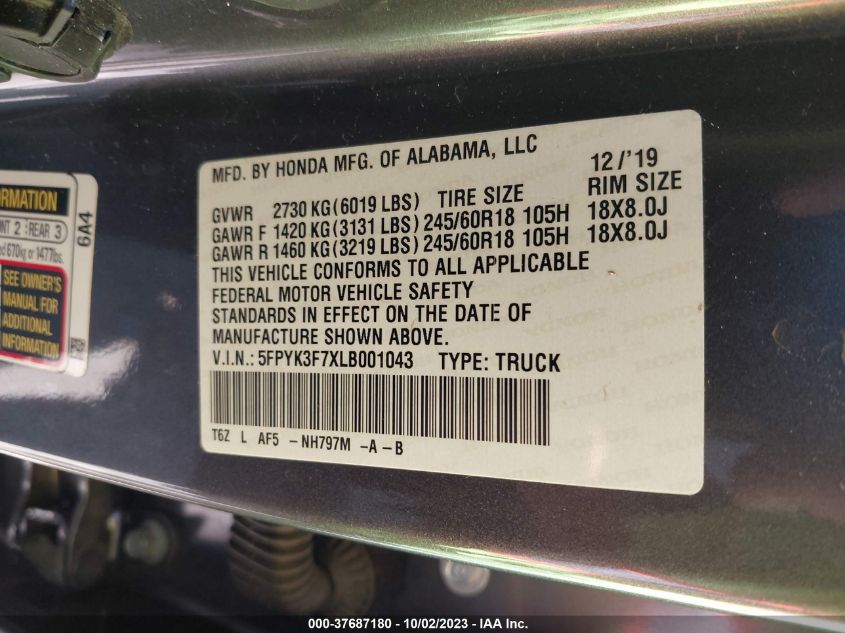 MFD. BY HONDA MFG. OF ALABAMA, LLC 12/'19
GVWR 2730 KG(6019 LBS) TIRE SIZE RIM SIZE
GAWR F 1420 KG(3131 LBS) 245/60R18 105H 18X8.0J
GAWR R 1460 KG(3219 LBS) 245/60R18 105H 18X8.0J
THIS VEHICLE CONFORMS TO ALL APPLICABLE
FEDERAL MOTOR VEHICLE SAFETY
STANDARDS IN EFFECT ON THE DATE OF
MANUFACTURE SHOWN ABOVE.
V.I.N.: 5FPYK3F7XLB001043 TYPE: TRUCK
T6Z L AF5 -NH797M -A-B
2 REAR 3
670kg or 1477lbs.
SEE OWNER'S
MANUAL FOR
ADDITIONAL
INFORMATION
6A4
000-37687180 - 10/02/2023 - IAA Inc.